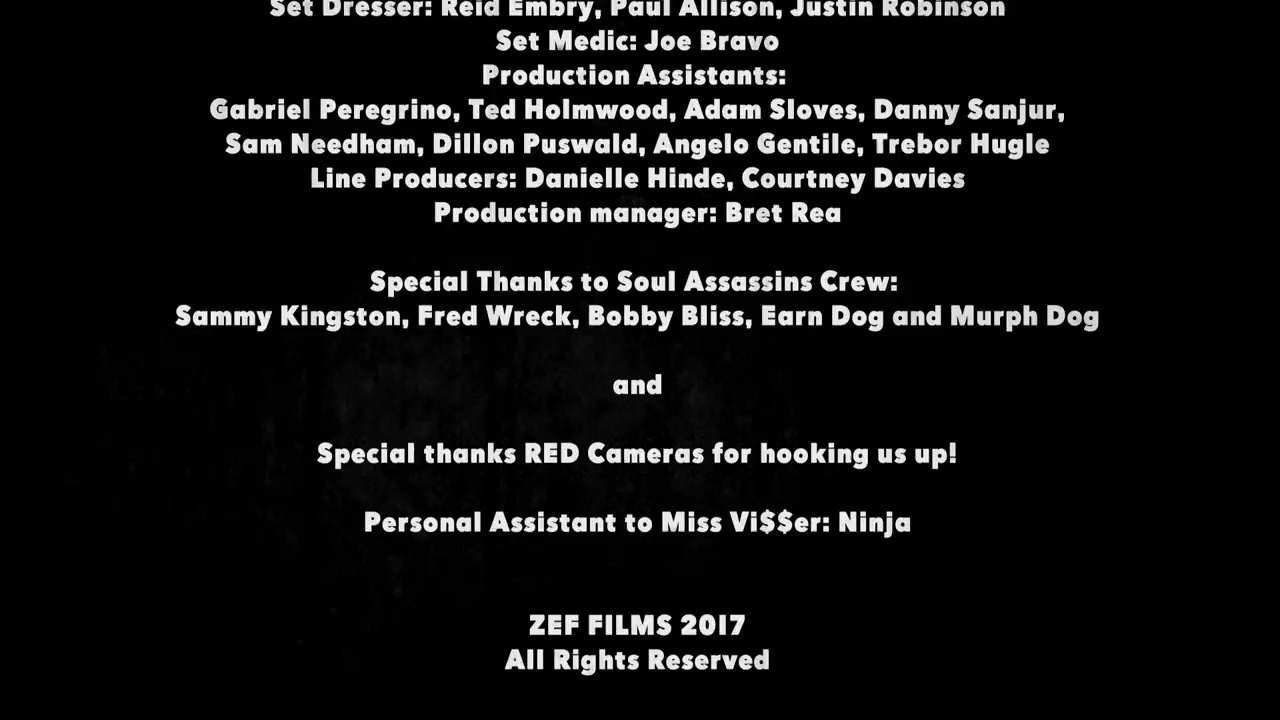 Set Dresser: Reid Embry, Paul Allison, Justin Robinson
Set Medic: Joe Bravo
Production Assistants:
Gabriel Peregrino, Ted Holmwood, Adam Sloves, Danny Sanjur,
Sam Needham, Dillon Puswald, Angelo Gentile, Trebor Hugle
Line Producers: Danielle Hinde, Courtney Davies
Production manager: Bret Rea
Special Thanks to Soul Assassins Crew:
Sammy Kingston, Fred Wreck, Bobby Bliss, Earn Dog and Murph Dog
and
Special thanks RED Cameras for hooking us up!
Personal Assistant to Miss Vi$$er: Ninja
ZEF FILMS 2017
All Rights Reserved